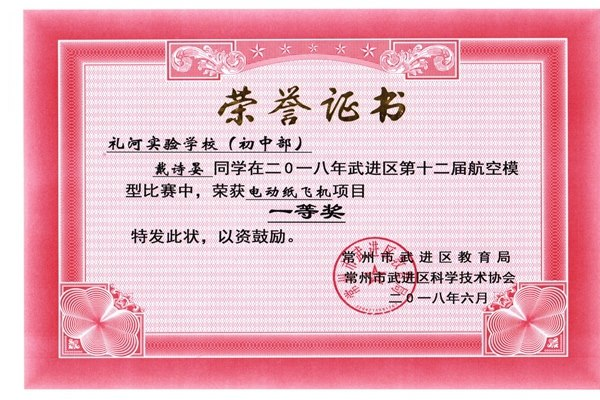 荣誉证书
礼河实验学校（初中部）
戴诗晏 同学在二0一八年武进区第十二届航空模
型比赛中，荣获电动纸飞机项目
一等奖
特发此状，以资鼓励。
常州市武进区教育局
常州市武进区科学技术协会
二0一八年六月